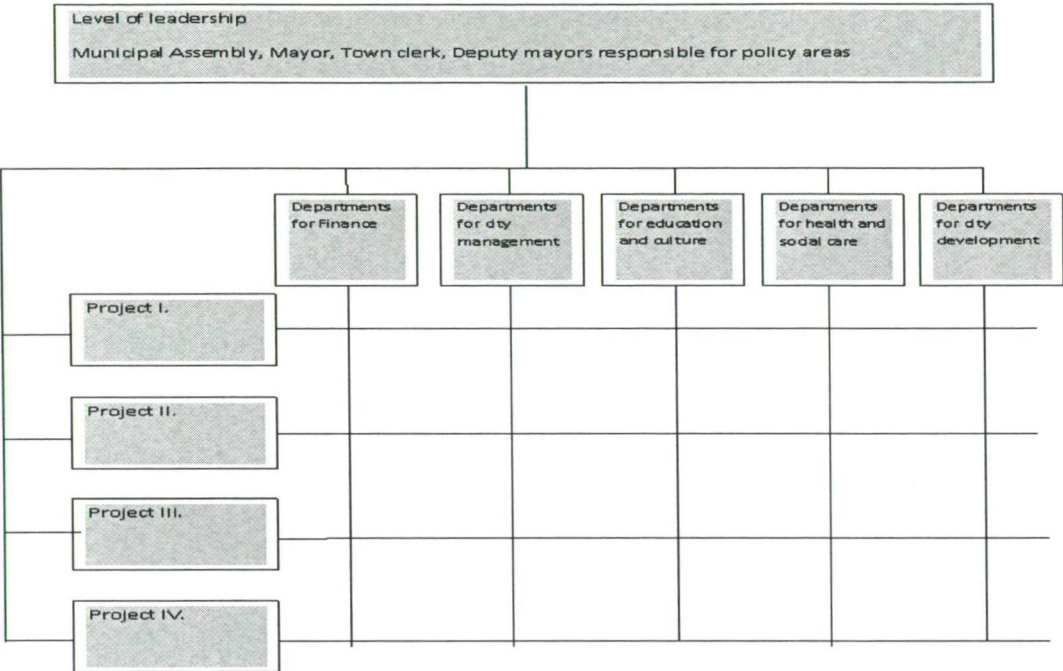 Level of leadership
Municipal Assembly, Mayor, Town clerk, Deputy mayors responsible for policy areas
Departments
for Finance
Departments
for city
management
Departments
for education
and culture
Departments
for health and
social care
Departments
for city
development
Project I.
Project II.
Project III.
Project IV.